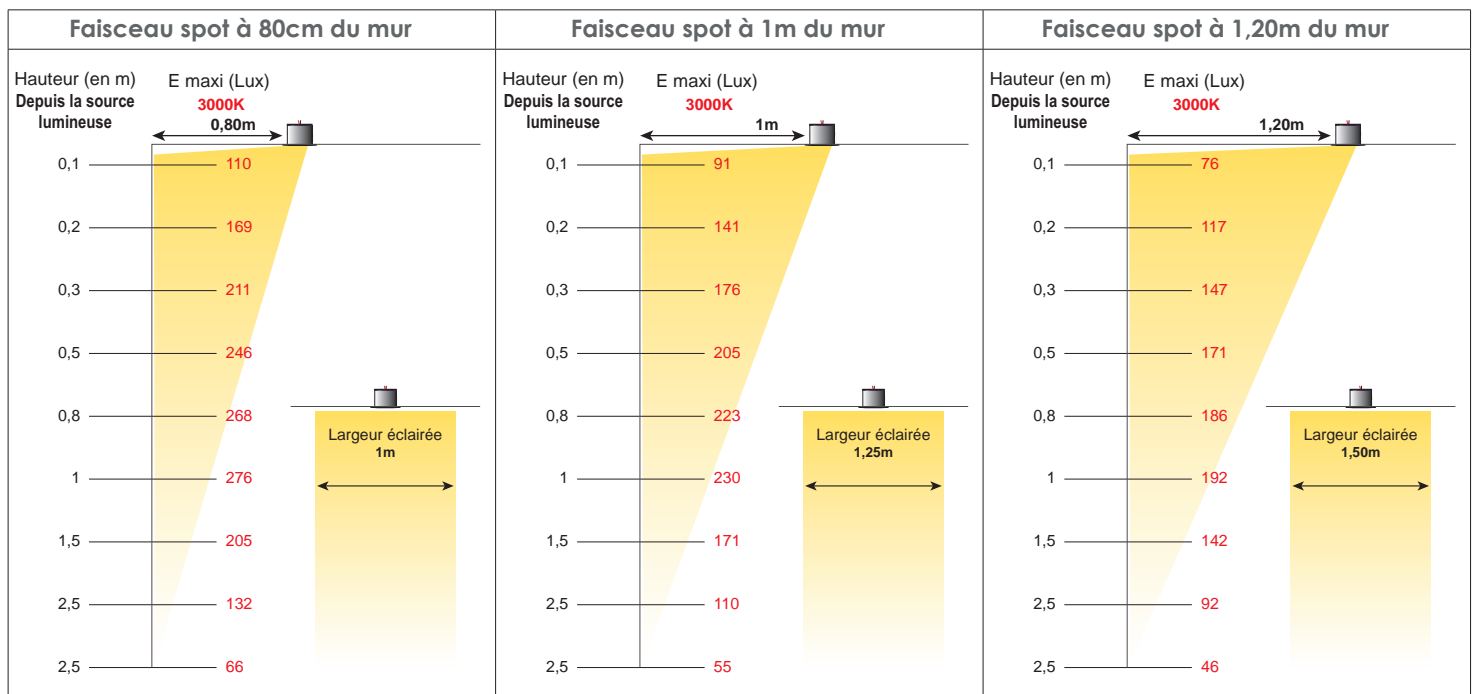 Faisceau spot à 80cm du mur
Hauteur (en m)
Depuis la source
lumineuse
E maxi (Lux)
3000K
0,80m
0,1 110
0,2 169
0,3 211
0,5 246
0,8 268
1 276
1,5 205
2,5 132
2,5 66
Largeur éclairée
1m
Faisceau spot à 1m du mur
Hauteur (en m)
Depuis la source
lumineuse
E maxi (Lux)
3000K
1m
0,1 91
0,2 141
0,3 176
0,5 205
0,8 223
1 230
1,5 171
2,5 110
2,5 55
Largeur éclairée
1,25m
Faisceau spot à 1,20m du mur
Hauteur (en m)
Depuis la source
lumineuse
E maxi (Lux)
3000K
1,20m
0,1 76
0,2 117
0,3 147
0,5 171
0,8 186
1 192
1,5 142
2,5 92
2,5 46
Largeur éclairée
1,50m